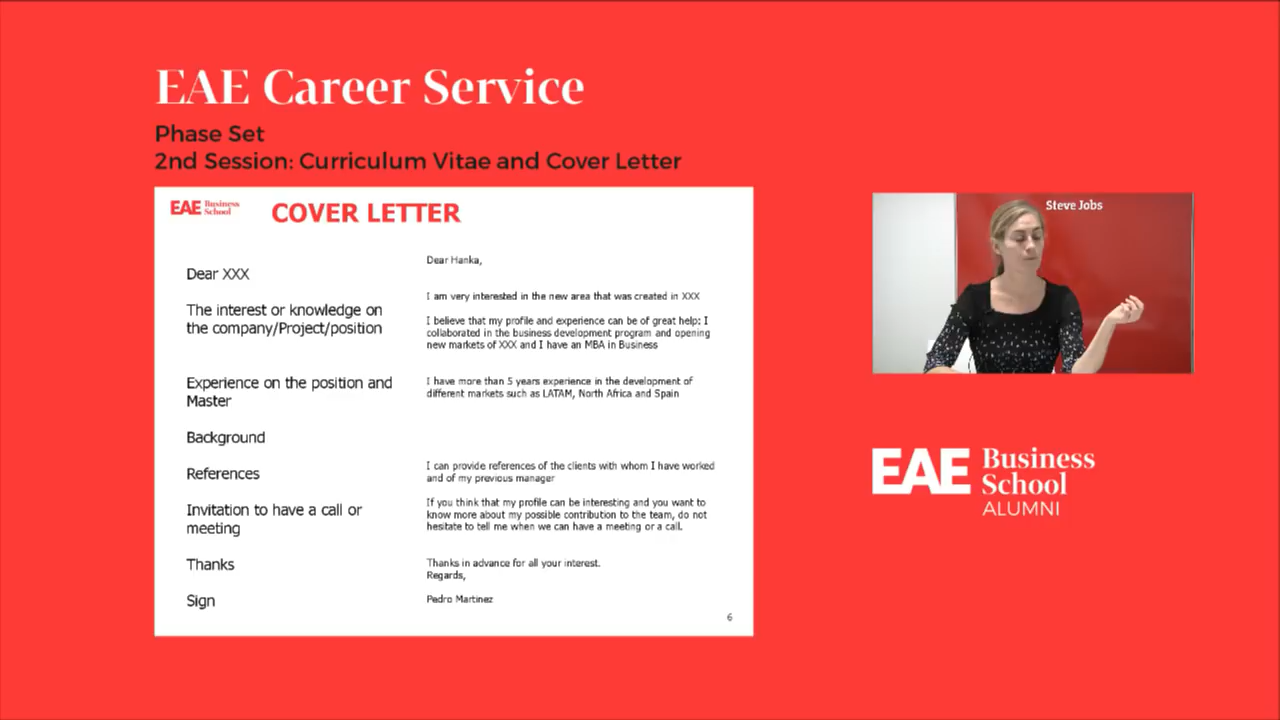 EAE Career Service
Phase Set
2nd Session: Curriculum Vitae and Cover Letter
EAE Business School
COVER LETTER
Dear XXX
The interest or knowledge on
the company/Project/position
Experience on the position and
Master
Background
References
Invitation to have a call or
meeting
Thanks
Sign
Dear Hanka,
I am very interested in the new area that was created in XXX
I believe that my profile and experience can be of great help: I
collaborated in the business development program and opening
new markets of XXX and I have an MBA in Business
I have more than 5 years experience in the development of
different markets such as LATAM, North Africa and Spain
I can provide references of the clients with whom I have worked
and of my previous manager
If you think that my profile can be interesting and you want to
know more about my possible contribution to the team, do not
hesitate to tell me when we can have a meeting or a call.
Thanks in advance for all your interest.
Regards,
Pedro Martinez
6
Steve Jobs
EAE Business
School
ALUMNI